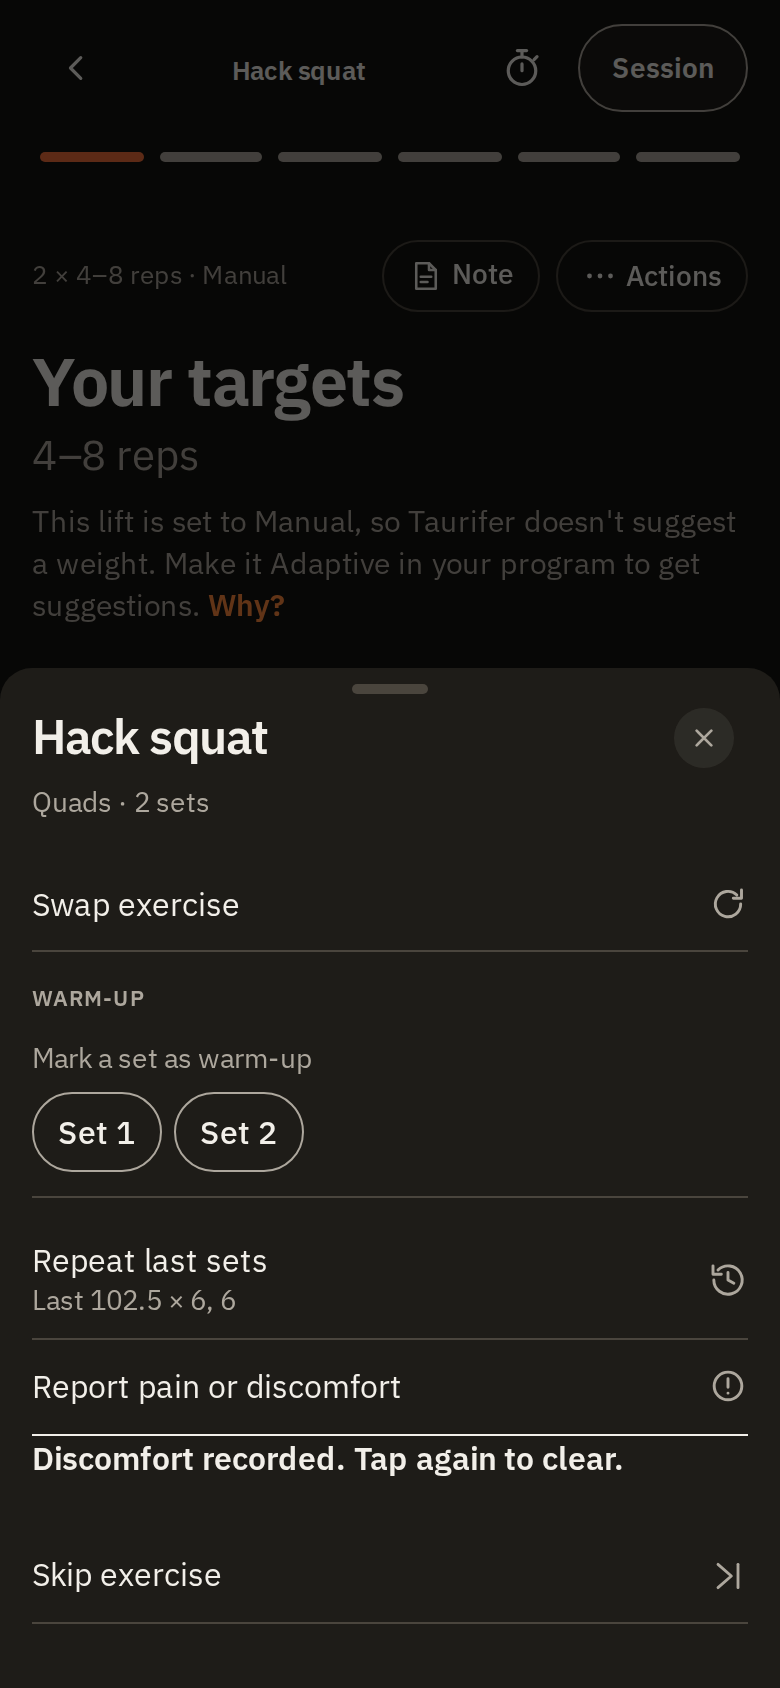 Hack squat
Session
2 × 4–8 reps · Manual
Note
Actions
Your targets
4–8 reps
This lift is set to Manual, so Taurifer doesn't suggest
a weight. Make it Adaptive in your program to get
suggestions. Why?
Hack squat
Quads · 2 sets
Swap exercise
WARM-UP
Mark a set as warm-up
Set 1
Set 2
Repeat last sets
Last 102.5 × 6, 6
Report pain or discomfort
Discomfort recorded. Tap again to clear.
Skip exercise